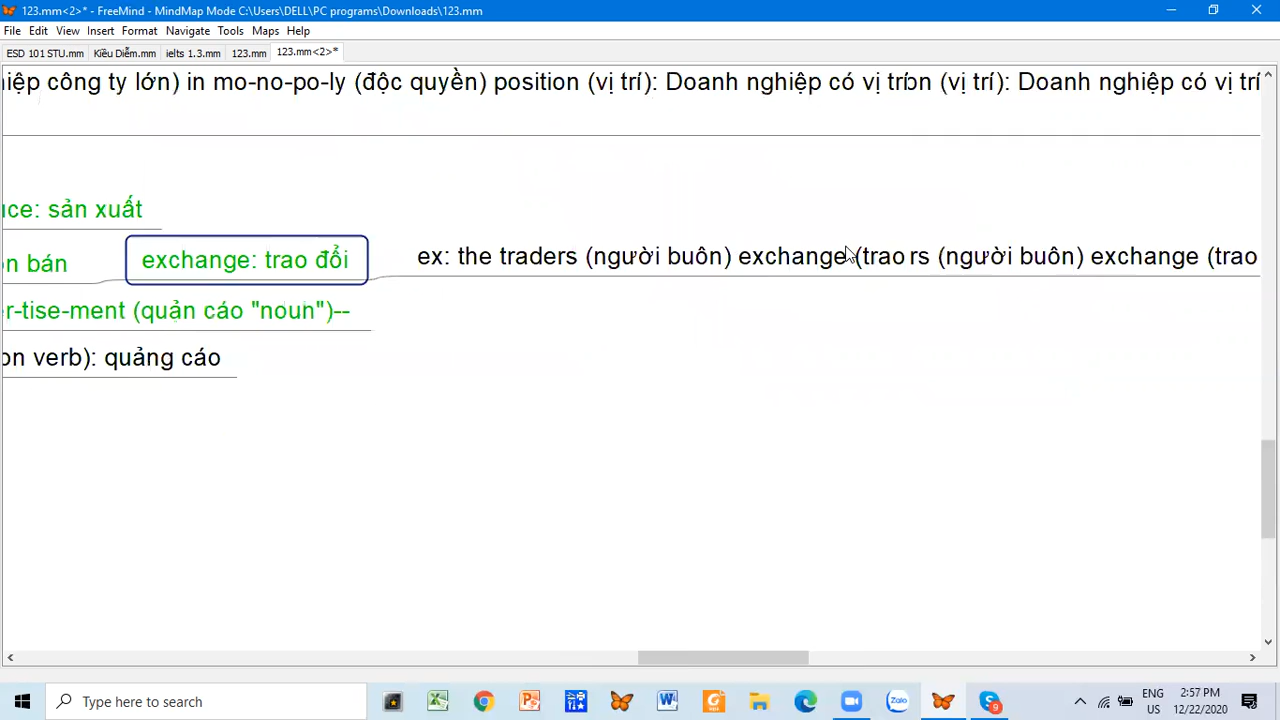 123.mm<2>* - FreeMind - MindMap Mode C:\Users\DELL\PC programs\Downloads\123.mm
File Edit View Insert Format Navigate Tools Maps Help
ESD 101 STU.mm Kiều Diễm.mm ielts 1.3.mm 123.mm 123.mm<2>*
iệp công ty lớn) in mo-no-po-ly (độc quyền) position (vị trí): Doanh nghiệp có vị tríon (vị trí): Doanh nghiệp có vị trí
uce: sản xuất
n bán exchange: trao đổi ex: the traders (người buôn) exchange (trao rs (người buôn) exchange (trao
er-tise-ment (quản cáo "noun")--
on verb): quảng cáo
Type here to search
ENG 2:57 PM
US 12/22/2020
9